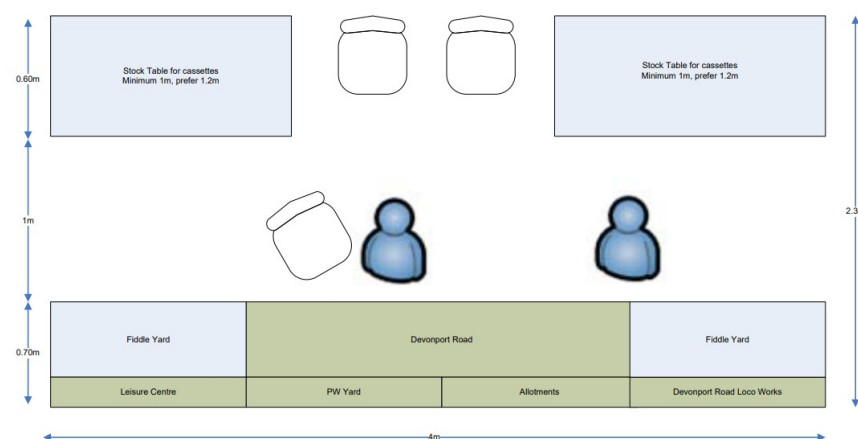 Stock Table for cassettes
Minimum 1m, prefer 1.2m
Stock Table for cassettes
Minimum 1m, prefer 1.2m
0.60m
1m
2.3
Fiddle Yard
Devonport Road
Fiddle Yard
0.70m
Leisure Centre
PW Yard
Allotments
Devonport Road Loco Works
4m